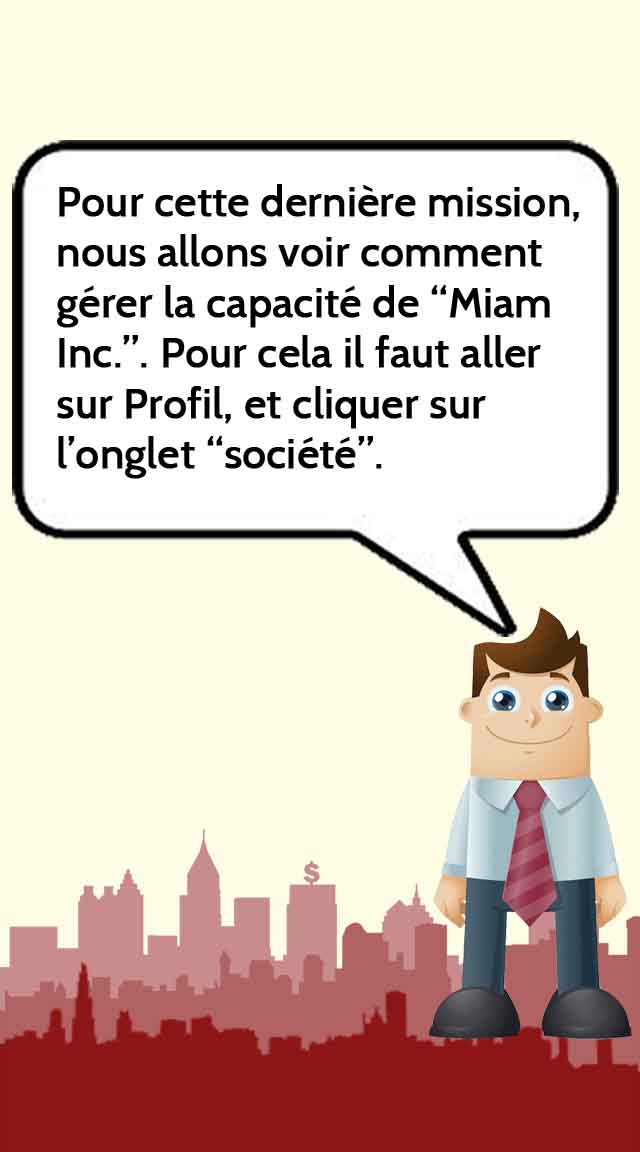 Pour cette dernière mission,
nous allons voir comment
gérer la capacité de “Miam
Inc.”. Pour cela il faut aller
sur Profil, et cliquer sur
l’onglet “société”.
$